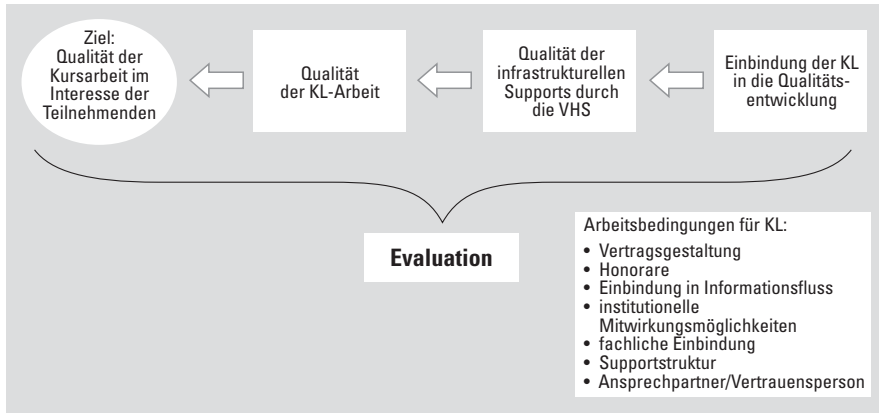 Ziel:
Qualität der
Kursarbeit im
Interesse der
Teilnehmenden
Qualität
der KL-Arbeit
Qualität der
infrastrukturellen
Supports durch
die VHS
Einbindung der KL
in die Qualitäts-
entwicklung
Evaluation
Arbeitsbedingungen für KL:
• Vertragsgestaltung
• Honorare
• Einbindung in Informationsfluss
• institutionelle
Mitwirkungsmöglichkeiten
• fachliche Einbindung
• Supportstruktur
• Ansprechpartner/Vertrauensperson